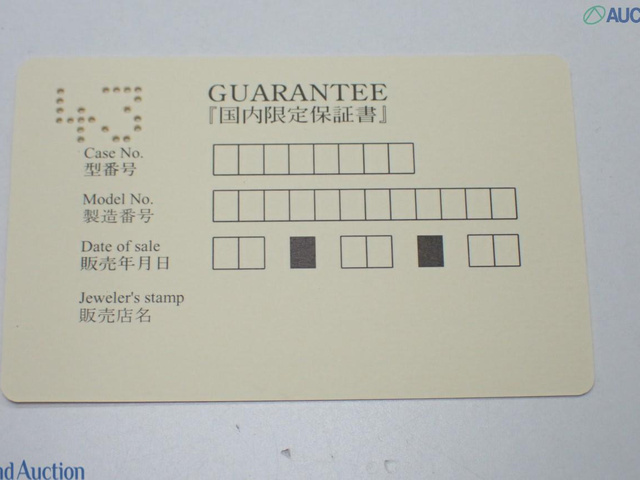 AUC
GUARANTEE
『国内限定保証書』
Case No.
型番号
Model No.
製造番号
Date of sale
販売年月日
Jeweler's stamp
販売店名
nd Auction